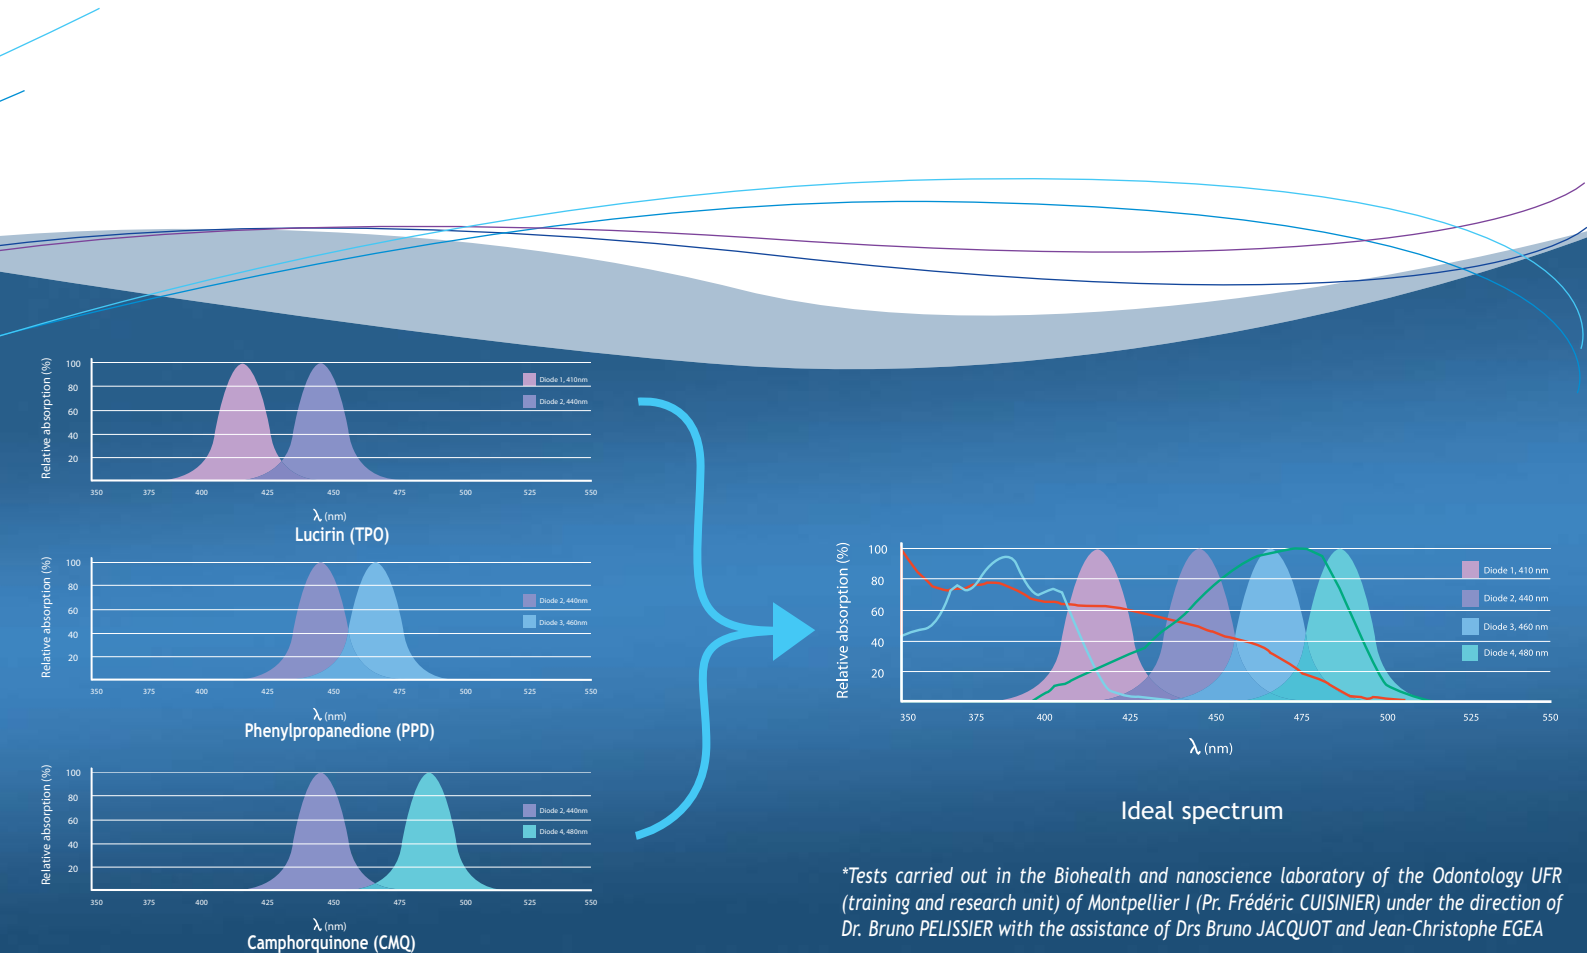 Relative absorption (%)
100
80
60
40
20
Diode 1, 410nm
Diode 2, 440nm
350 375 400 425 450 475 500 525 550
λ (nm)
Lucirin (TPO)
Relative absorption (%)
100
80
60
40
20
Diode 2, 440nm
Diode 3, 460nm
350 375 400 425 450 475 500 525 550
λ (nm)
Phenylpropanedione (PPD)
Relative absorption (%)
100
80
60
40
20
Diode 2, 440nm
Diode 4, 480nm
350 375 400 425 450 475 500 525 550
λ (nm)
Camphorquinone (CMQ)
Relative absorption (%)
100
80
60
40
20
Diode 1, 410 nm
Diode 2, 440 nm
Diode 3, 460 nm
Diode 4, 480 nm
350 375 400 425 450 475 500 525 550
λ (nm)
Ideal spectrum
*Tests carried out in the Biohealth and nanoscience laboratory of the Odontology UFR
(training and research unit) of Montpellier I (Pr. Frédéric CUISINIER) under the direction of
Dr. Bruno PELISSIER with the assistance of Drs Bruno JACQUOT and Jean-Christophe EGEA